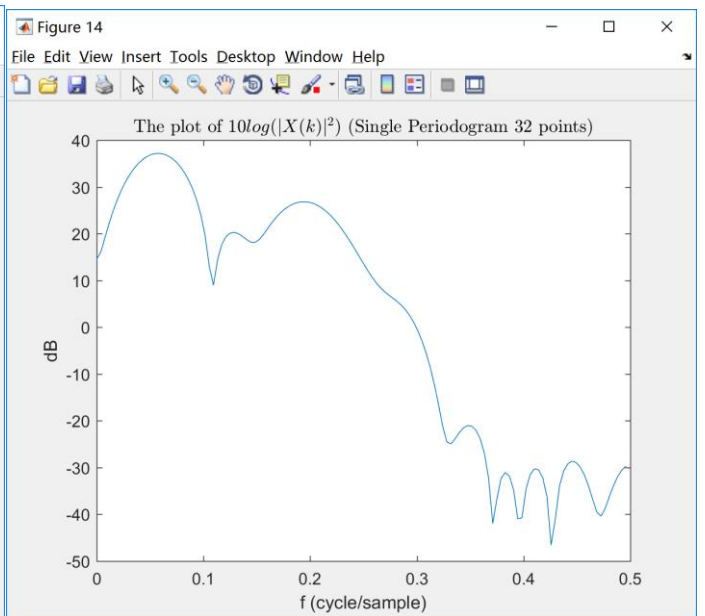 Figure 14
File Edit View Insert Tools Desktop Window Help
The plot of 10log(|X(k)|²) (Single Periodogram 32 points)
40
30
20
10
0
-10
-20
-30
-40
-50
dB
0 0.1 0.2 0.3 0.4 0.5
f (cycle/sample)